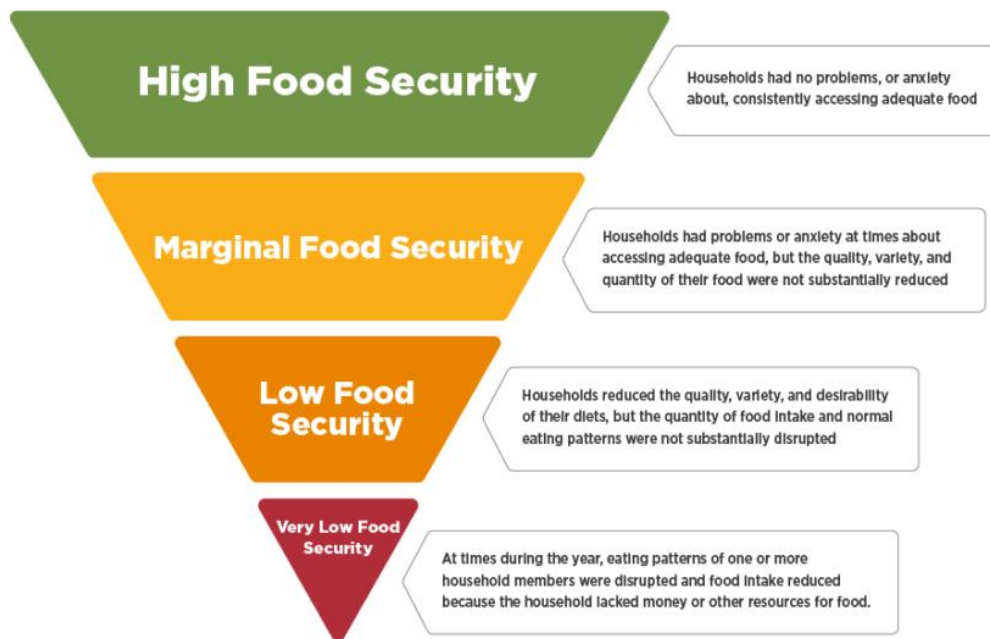 High Food Security
Households had no problems, or anxiety
about, consistently accessing adequate food
Marginal Food Security
Households had problems or anxiety at times about
accessing adequate food, but the quality, variety, and
quantity of their food were not substantially reduced
Low Food
Security
Households reduced the quality, variety, and desirability
of their diets, but the quantity of food intake and normal
eating patterns were not substantially disrupted
Very Low Food
Security
At times during the year, eating patterns of one or more
household members were disrupted and food intake reduced
because the household lacked money or other resources for food.